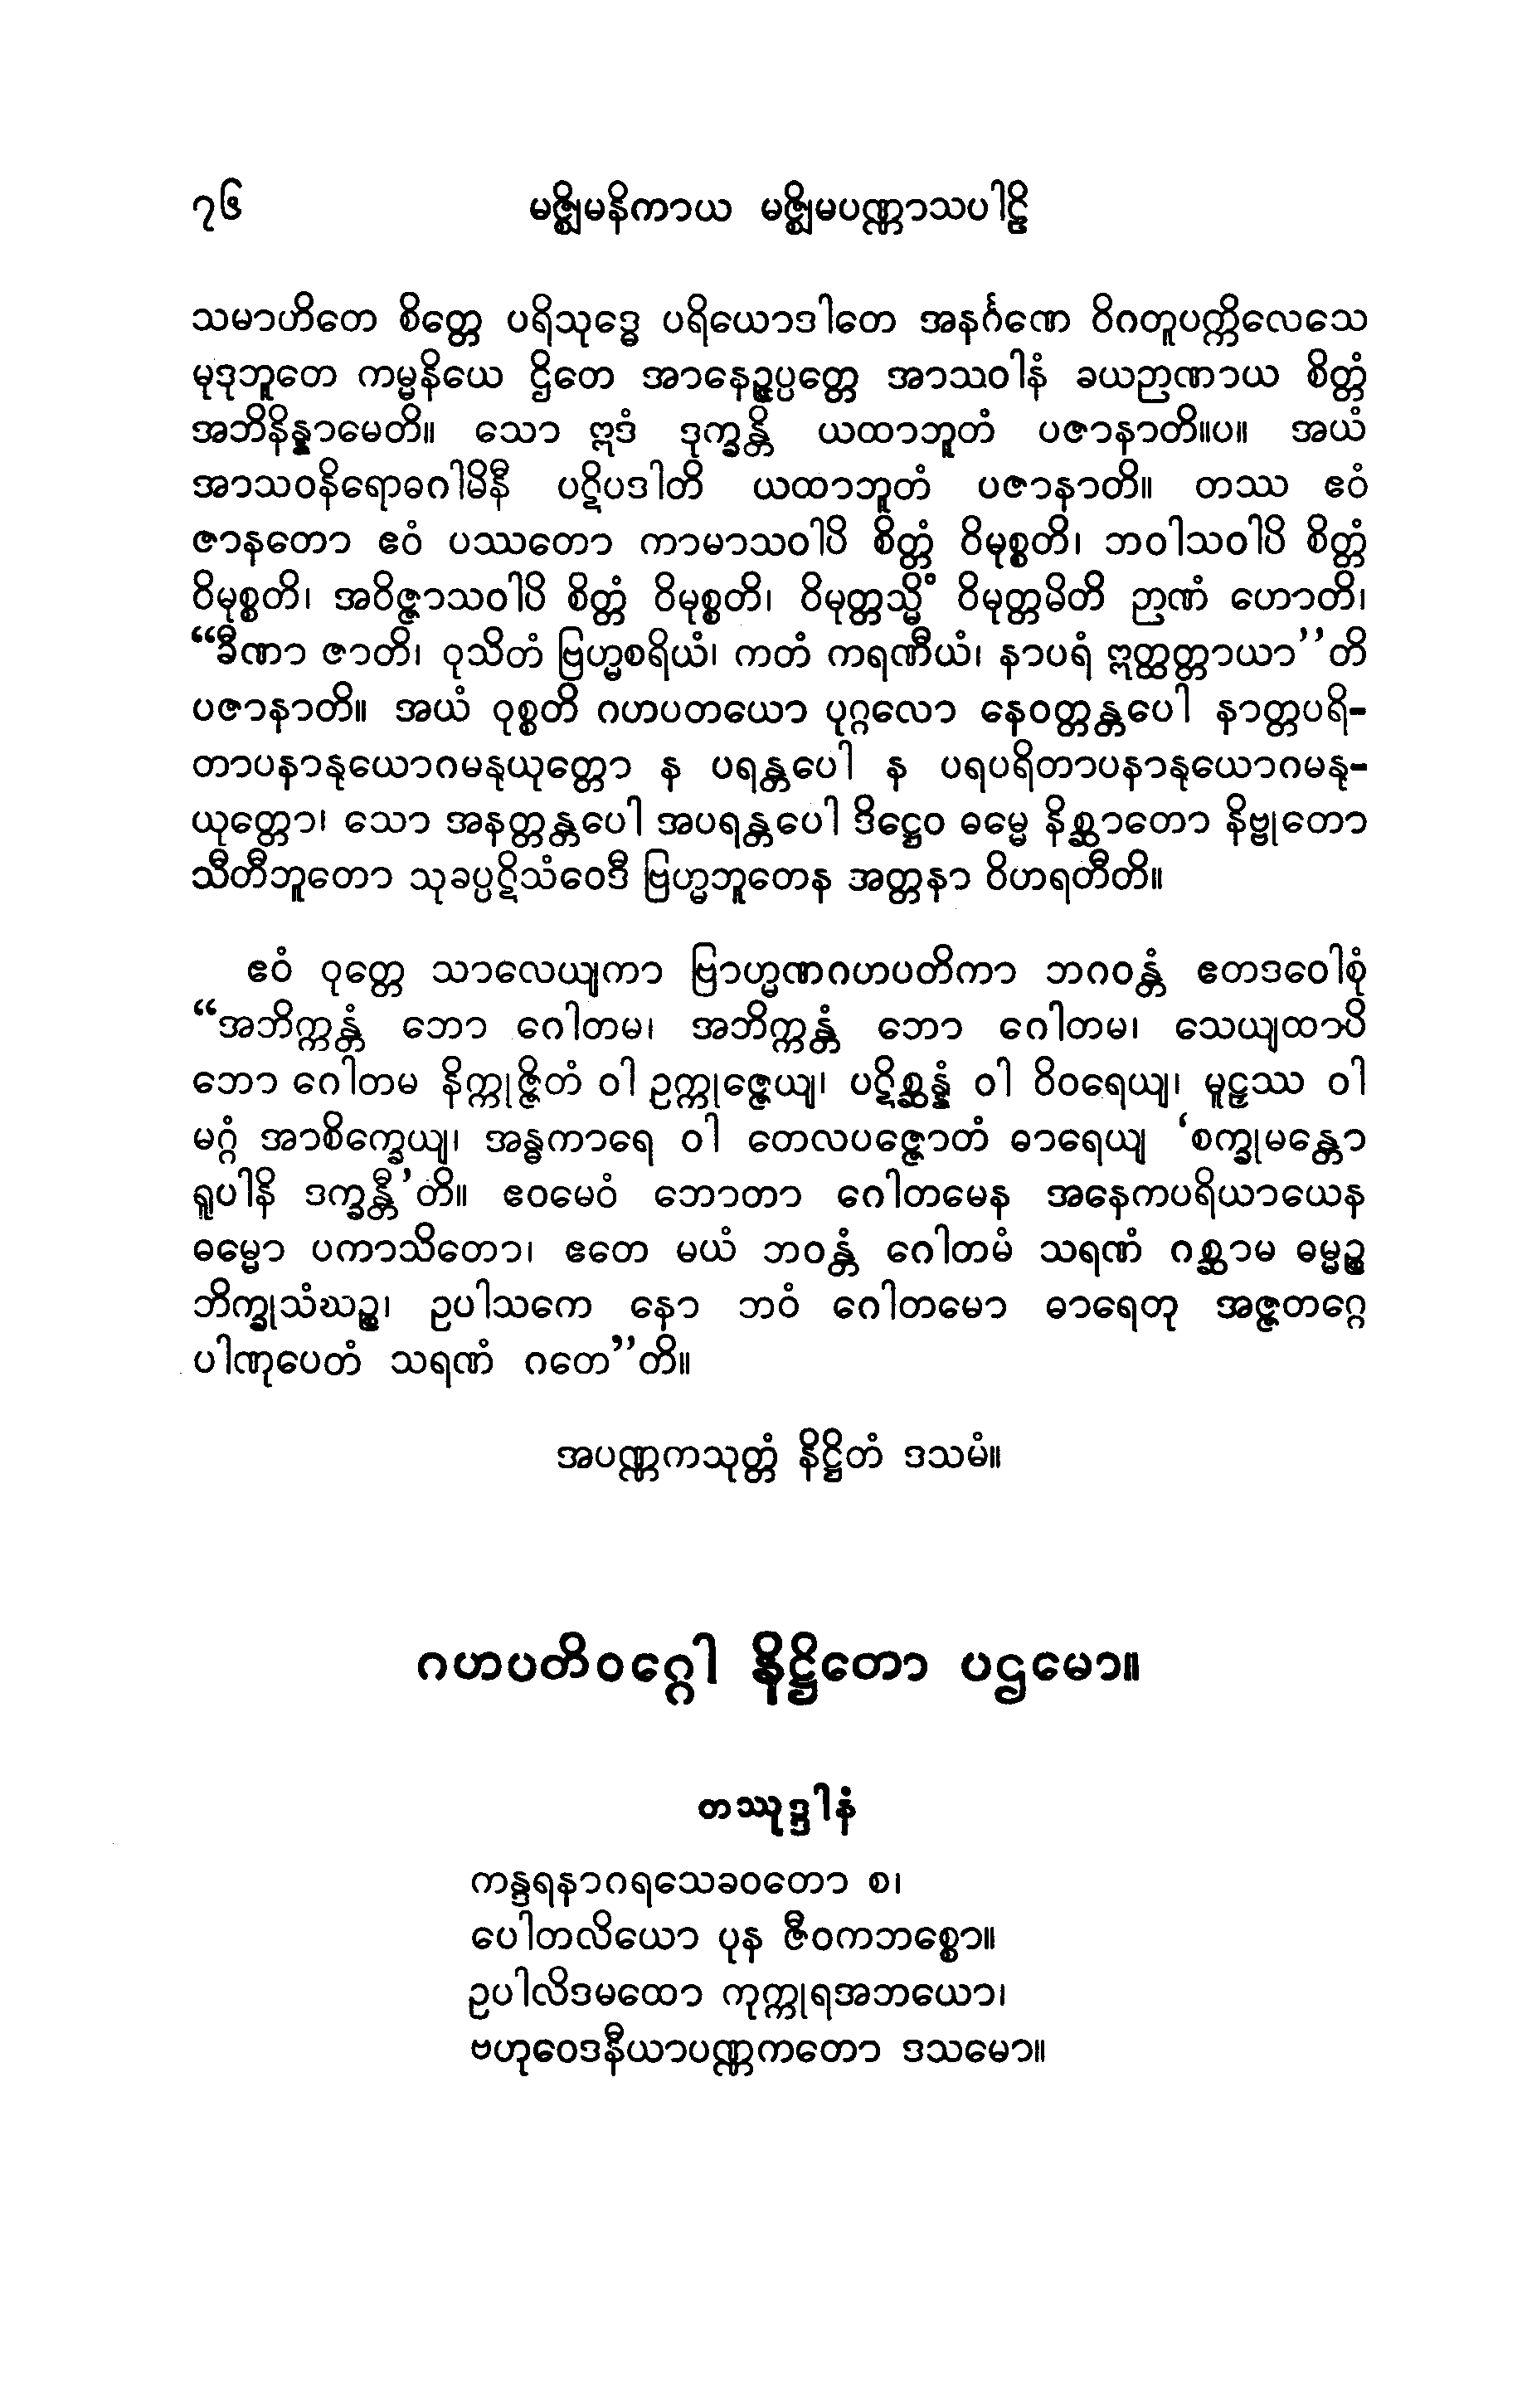 ၇၆ မဇ္ဈိမနိကာယ မဇ္ဈိမပဏ္ဏာသပါဠိ
သမာဟိတေ စိတ္တေ ပရိသုဒ္ဓေ ပရိယောဒါတေ အနင်္ဂဏေ ဝိဂတူပက္ကိလေသေ
မုဒုဘူတေ ကမ္မနိယေ ဌိတေ အာနေဉ္ဇပ္ပတ္တေ အာသဝါနံ ခယဉာဏာယ စိတ္တံ
အဘိနိန္နာမေတိ။ သော ဣဒံ ဒုက္ခန္တိ ယထာဘူတံ ပဇာနာတိ။ပ။ အယံ
အာသဝနိရောဓဂါမိနီ ပဋိပဒါတိ ယထာဘူတံ ပဇာနာတိ။ တဿ ဧဝံ
ဇာနတော ဧဝံ ပဿတော ကာမာသဝါပိ စိတ္တံ ဝိမုစ္စတိ၊ ဘဝါသဝါပိ စိတ္တံ
ဝိမုစ္စတိ၊ အဝိဇ္ဇာသဝါပိ စိတ္တံ ဝိမုစ္စတိ၊ ဝိမုတ္တသ္မိံ ဝိမုတ္တမိတိ ဉာဏံ ဟောတိ၊
“ခီဏာ ဇာတိ၊ ဝုသိတံ ဗြဟ္မစရိယံ၊ ကတံ ကရဏီယံ၊ နာပရံ ဣတ္ထတ္တာယာ”တိ
ပဇာနာတိ။ အယံ ဝုစ္စတိ ဂဟပတယော ပုဂ္ဂလော နေဝတ္တန္တပေါ နာတ္တပရိ-
တာပနာနုယောဂမနုယုတ္တော န ပရန္တပေါ န ပရပရိတာပနာနုယောဂမနု-
ယုတ္တော၊ သော အနတ္တန္တပေါ အပရန္တပေါ ဒိဋ္ဌေဝ ဓမ္မေ နိစ္ဆာတော နိဗ္ဗုတော
သီတီဘူတော သုခပ္ပဋိသံဝေဒီ ဗြဟ္မဘူတေန အတ္တနာ ဝိဟရတီတိ။
ဧဝံ ဝုတ္တေ သာလေယျကာ ဗြာဟ္မဏဂဟပတိကာ ဘဂဝန္တံ ဧတဒဝေါစုံ
“အဘိက္ကန္တံ ဘော ဂေါတမ၊ အဘိက္ကန္တံ ဘော ဂေါတမ၊ သေယျထာပိ
ဘော ဂေါတမ နိက္ကုဇ္ဇိတံ ဝါ ဥက္ကုဇ္ဇေယျ၊ ပဋိစ္ဆန္နံ ဝါ ဝိဝရေယျ၊ မူဠှဿ ဝါ
မဂ္ဂံ အာစိက္ခေယျ၊ အန္ဓကာရေ ဝါ တေလပဇ္ဇောတံ ဓာရေယျ ‘စက္ခုမန္တော
ရူပါနိ ဒက္ခန္တီ’တိ။ ဧဝမေဝံ ဘောတာ ဂေါတမေန အနေကပရိယာယေန
ဓမ္မော ပကာသိတော၊ ဧတေ မယံ ဘဝန္တံ ဂေါတမံ သရဏံ ဂစ္ဆာမ ဓမ္မဉ္စ
ဘိက္ခုသံဃဉ္စ၊ ဥပါသကေ နော ဘဝံ ဂေါတမော ဓာရေတု အဇ္ဇတဂ္ဂေ
ပါဏုပေတံ သရဏံ ဂတေ”တိ။
အပဏ္ဏကသုတ္တံ နိဋ္ဌိတံ ဒသမံ။
ဂဟပတိဝဂ္ဂေါ နိဋ္ဌိတော ပဌမော။
တဿုဒ္ဒါနံ
ကန္ဒရနာဂရသေခဝတော စ၊
ပေါတလိယော ပုန ဇီဝကဘစ္စော။
ဥပါလိဒမထော ကုက္ကုရအဘယော၊
ဗဟုဝေဒနီယာပဏ္ဏကတော ဒသမော။